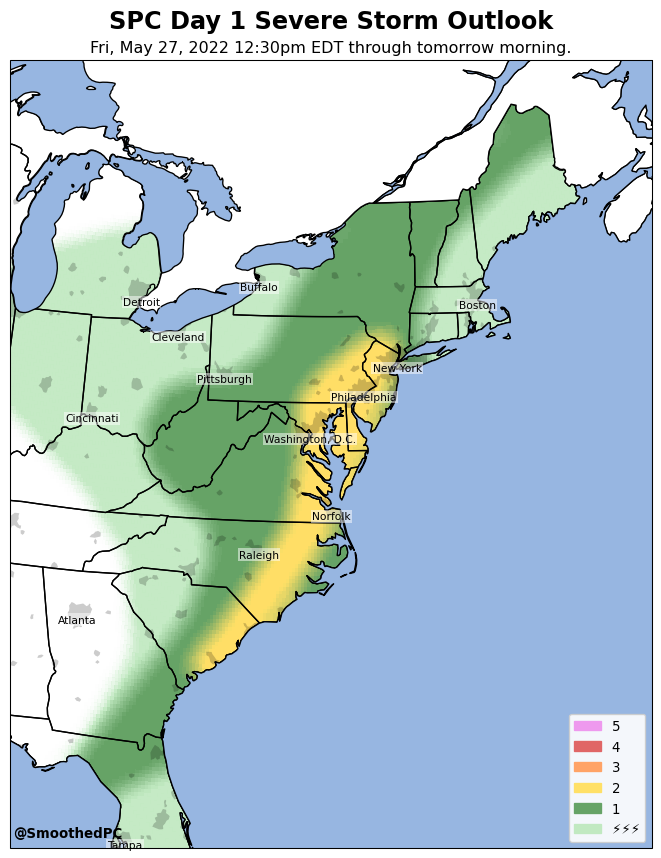 SPC Day 1 Severe Storm Outlook
Fri, May 27, 2022 12:30pm EDT through tomorrow morning.
Buffalo
Detroit
Boston
Cleveland
New York
Pittsburgh
Philadelphia
Cincinnati
Washington, D.C.
Norfolk
Raleigh
Atlanta
5
4
3
2
1
⚡⚡⚡
@SmoothedPC
Tampa